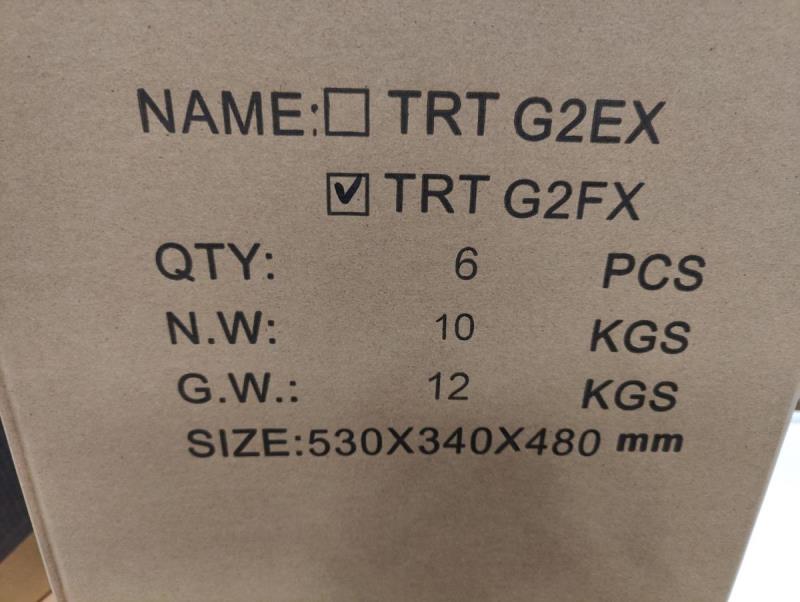 NAME:☐ TRT G2EX
☑ TRT G2FX
QTY: 6 PCS
N.W: 10 KGS
G.W.: 12 KGS
SIZE:530X340X480 mm